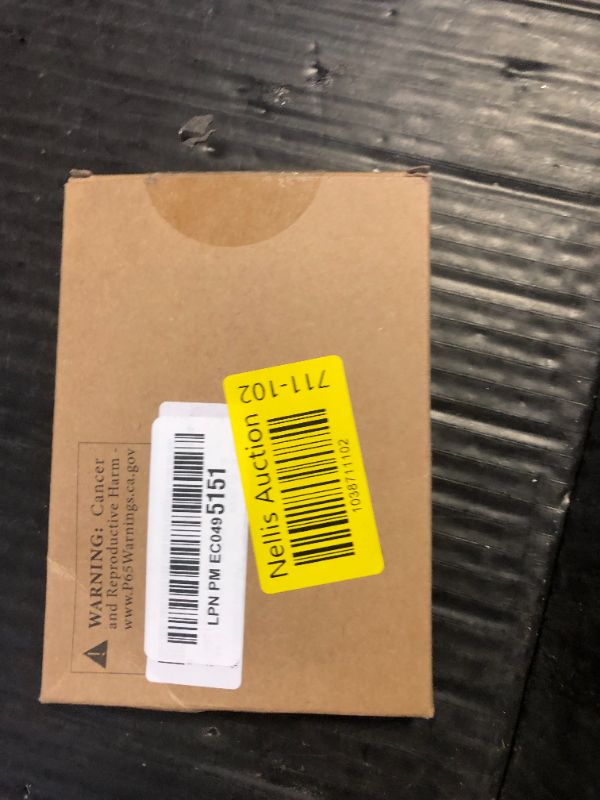 WARNING: Cancer
and Reproductive Harm -
www.P65Warnings.ca.gov
LPN PM EC0495151
Nellis Auction
1038711102
711-102